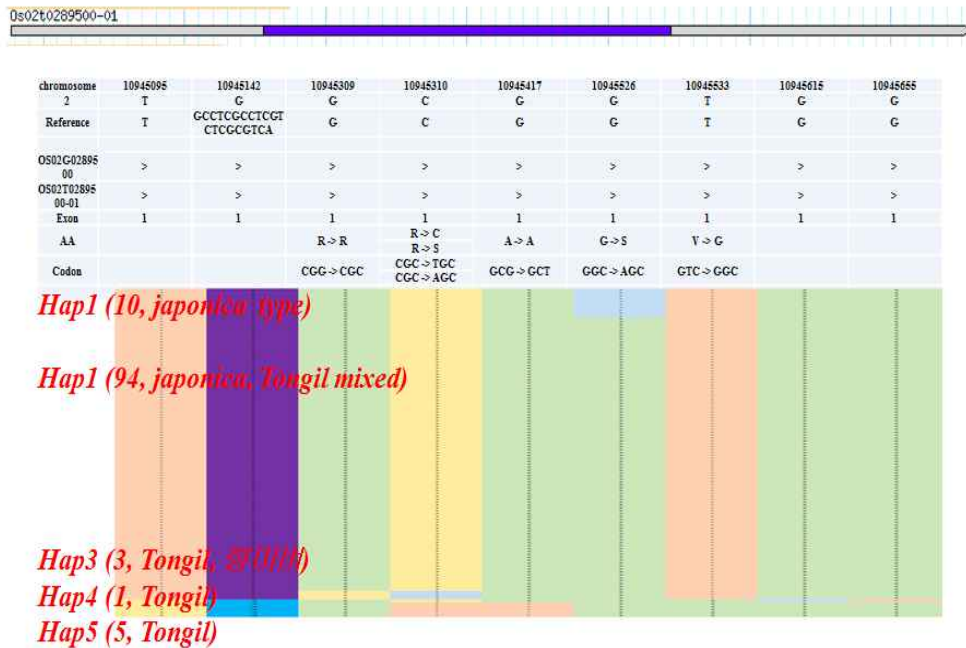 Os02t0289500-01
chromosome 10945095 10945142 10945309 10945310 10945417 10945526 10945533 10945615 10945655
2 T G G C G G T G G
Reference T GCCTCGCCTCGT G C G G T G G
CTCGCGTCA
OS02G02895 > > > > > > > > >
00
OS02T02895 > > > > > > > > >
00-01
Exon 1 1 1 1 1 1 1 1 1
AA R -> R R -> C A -> A G -> S V -> G
R -> S
Codon CGG -> CGC CGC -> TGC GCG -> GCT GGC -> AGC GTC -> GGC
CGC -> AGC
Hap1 (10, japonica type)
Hap1 (94, japonica, Tongil mixed)
Hap3 (3, Tongil,
Hap4 (1, Tongil)
Hap5 (5, Tongil)